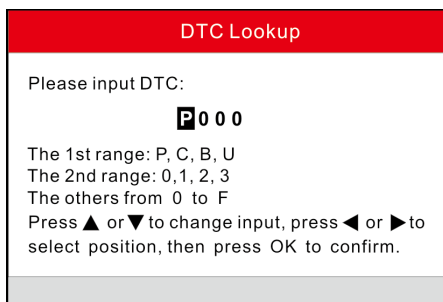 DTC Lookup
Please input DTC:
P000
The 1st range: P, C, B, U
The 2nd range: 0,1, 2, 3
The others from 0 to F
Press ▲ or ▼ to change input, press ◀ or ▶ to
select position, then press OK to confirm.